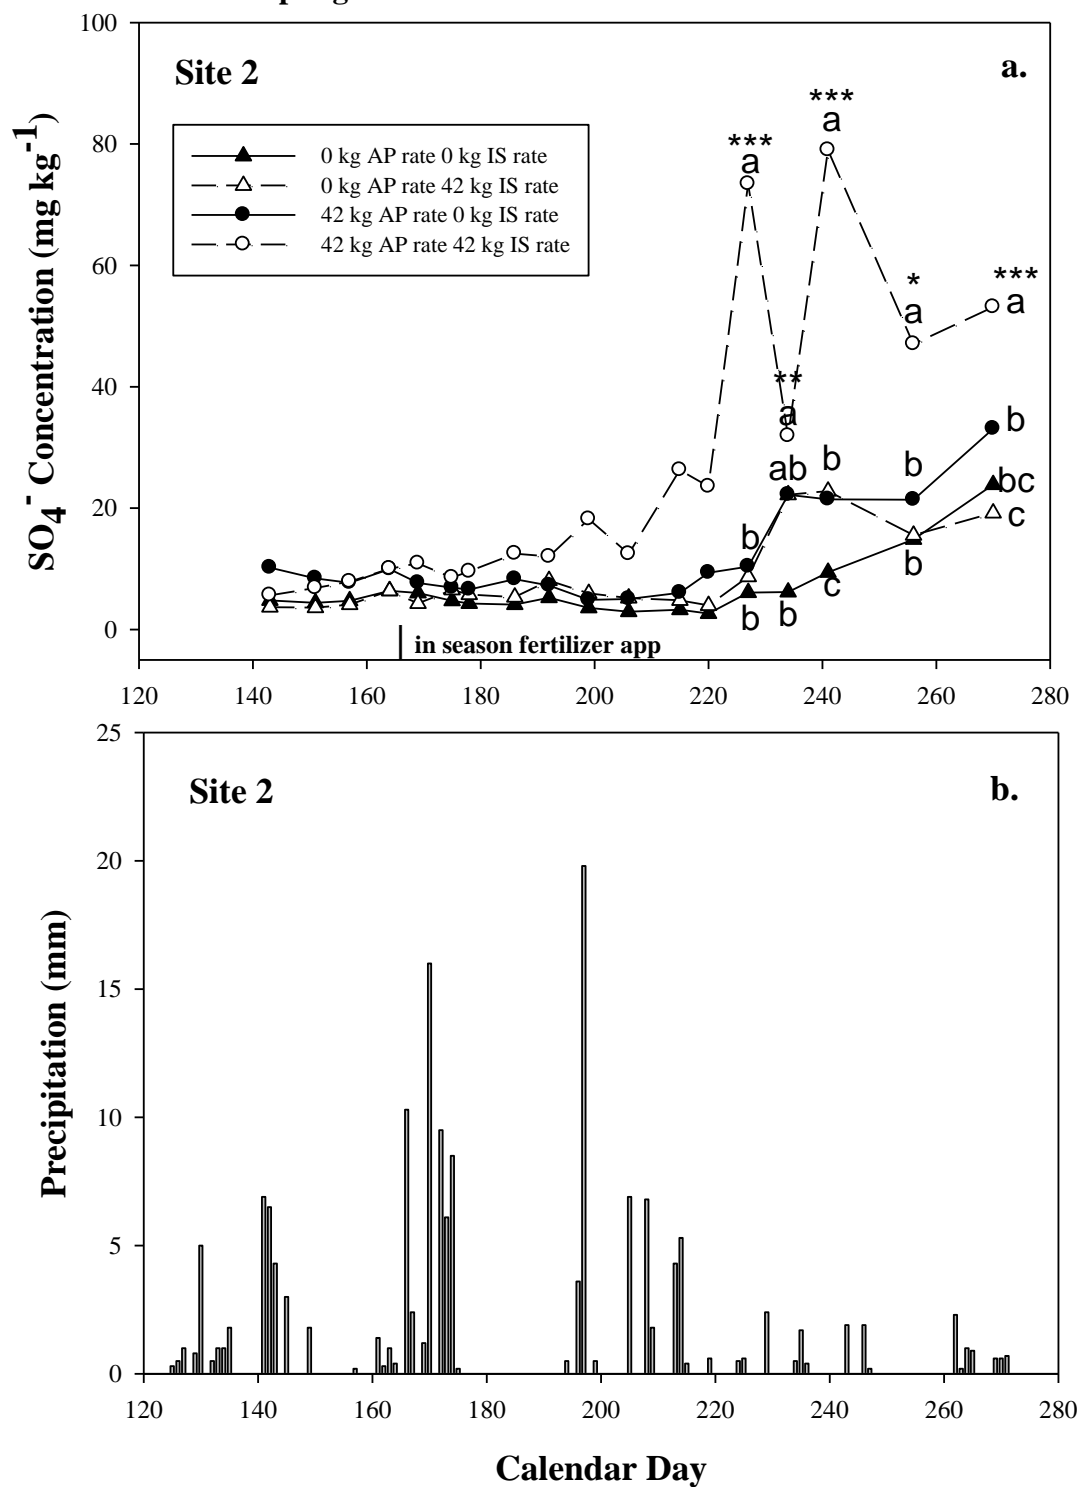 100
Site 2
a.
***
a
***
a
80
0 kg AP rate 0 kg IS rate
0 kg AP rate 42 kg IS rate
42 kg AP rate 0 kg IS rate
42 kg AP rate 42 kg IS rate
SO4- Concentration (mg kg-1)
60
*
a
***
a
40
**
a
b
ab
b
b
bc
20
c
b
b
c
b
b
0
in season fertilizer app
120 140 160 180 200 220 240 260 280
25
Site 2
b.
20
Precipitation (mm)
15
10
5
0
120 140 160 180 200 220 240 260 280
Calendar Day